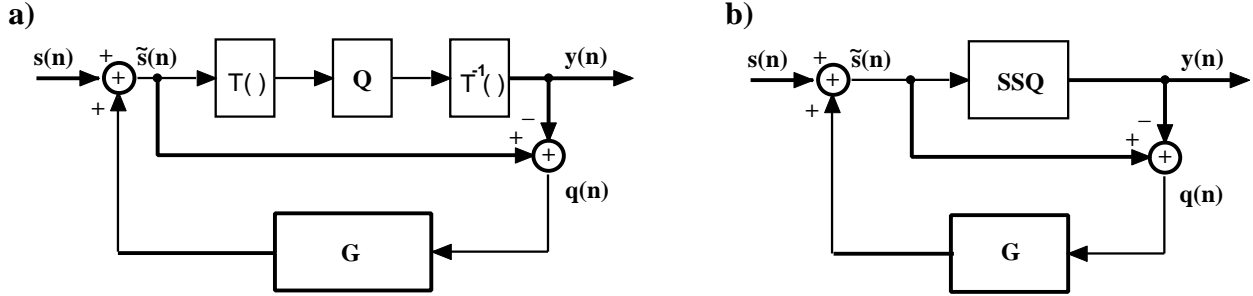 a)
s(n)
+
+
s̃(n)
T( )
Q
T⁻¹( )
y(n)
+
−
+
+
q(n)
G
b)
s(n)
+
+
s̃(n)
SSQ
y(n)
+
−
+
+
q(n)
G